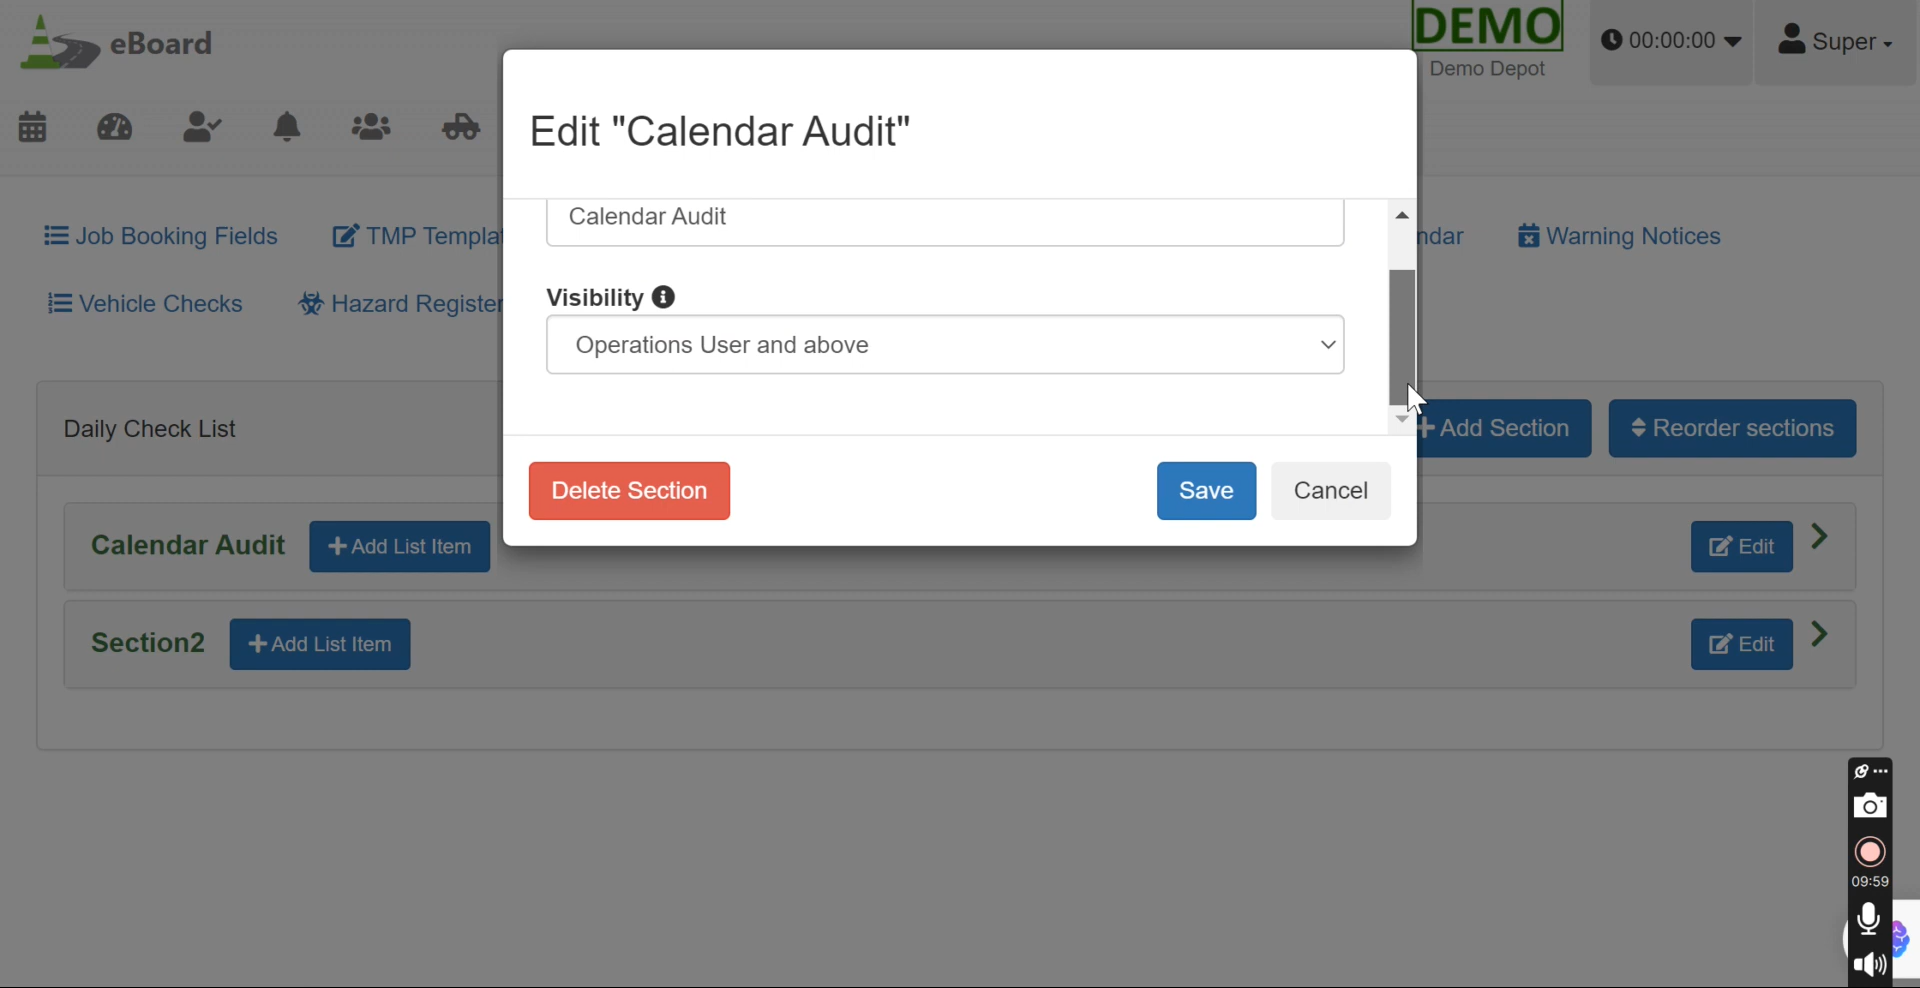 eBoard
DEMO
Demo Depot
00:00:00
Super
Edit "Calendar Audit"
Job Booking Fields
TMP Templat
ndar
Warning Notices
Vehicle Checks
Hazard Register
Calendar Audit
Visibility
Operations User and above
Daily Check List
Add Section
Reorder sections
Delete Section
Save
Cancel
Calendar Audit
Add List Item
Edit
Section2
Add List Item
Edit
09:59